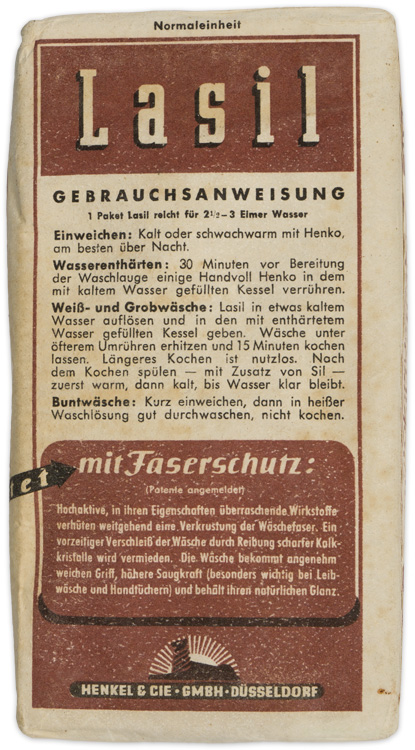 Normaleinheit
Lasil
GEBRAUCHSANWEISUNG
1 Paket Lasil reicht für 2½–3 Eimer Wasser
Einweichen: Kalt oder schwachwarm mit Henko,
am besten über Nacht.
Wasserenthärten: 30 Minuten vor Bereitung
der Waschlauge einige Handvoll Henko in dem
mit kaltem Wasser gefüllten Kessel verrühren.
Weiß- und Grobwäsche: Lasil in etwas kaltem
Wasser auflösen und in den mit enthärtetem
Wasser gefüllten Kessel geben. Wäsche unter
öfterem Umrühren erhitzen und 15 Minuten kochen
lassen. Längeres Kochen ist nutzlos. Nach
dem Kochen spülen — mit Zusatz von Sil —
zuerst warm, dann kalt, bis Wasser klar bleibt.
Buntwäsche: Kurz einweichen, dann in heißer
Waschlösung gut durchwaschen, nicht kochen.
mit Faserschutz:
(Patente angemeldet)
Hochaktive, in ihren Eigenschaften überraschende Wirkstoffe
verhüten weitgehend eine Verkrustung der Wäschefaser. Ein
vorzeitiger Verschleiß der Wäsche durch Reibung scharfer Kalk-
kristalle wird vermieden. Die Wäsche bekommt angenehm
weichen Griff, höhere Saugkraft (besonders wichtig bei Leib-
wäsche und Handtüchern) und behält ihren natürlichen Glanz.
HENKEL & CIE · GMBH · DÜSSELDORF